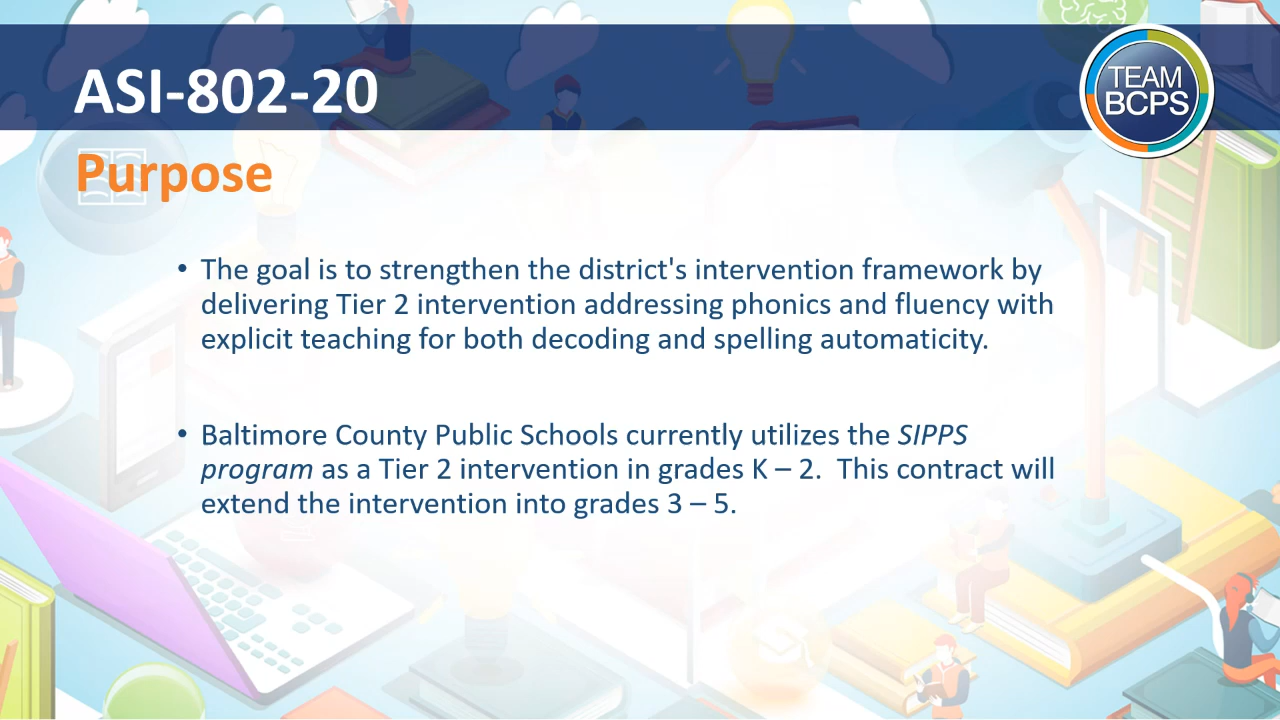 ASI-802-20
TEAM
BCPS
Purpose
• The goal is to strengthen the district's intervention framework by
delivering Tier 2 intervention addressing phonics and fluency with
explicit teaching for both decoding and spelling automaticity.
• Baltimore County Public Schools currently utilizes the SIPPS
program as a Tier 2 intervention in grades K – 2.  This contract will
extend the intervention into grades 3 – 5.